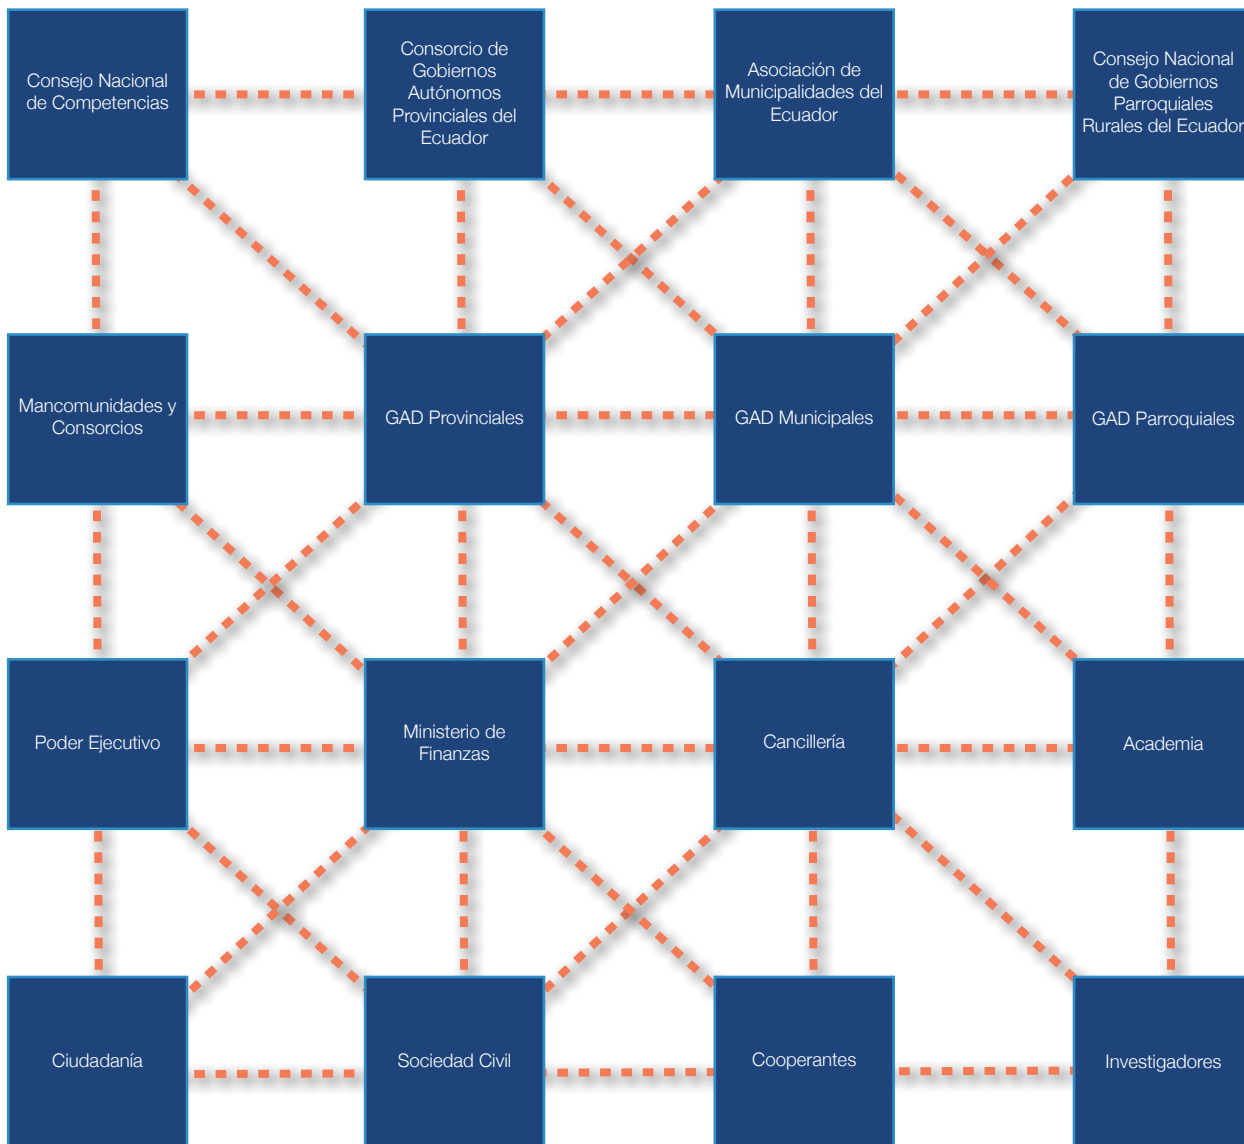 Consejo Nacional
de Competencias
Consorcio de
Gobiernos
Autónomos
Provinciales del
Ecuador
Asociación de
Municipalidades del
Ecuador
Consejo Nacional
de Gobiernos
Parroquiales
Rurales del Ecuador
Mancomunidades y
Consorcios
GAD Provinciales
GAD Municipales
GAD Parroquiales
Poder Ejecutivo
Ministerio de
Finanzas
Cancillería
Academia
Ciudadanía
Sociedad Civil
Cooperantes
Investigadores